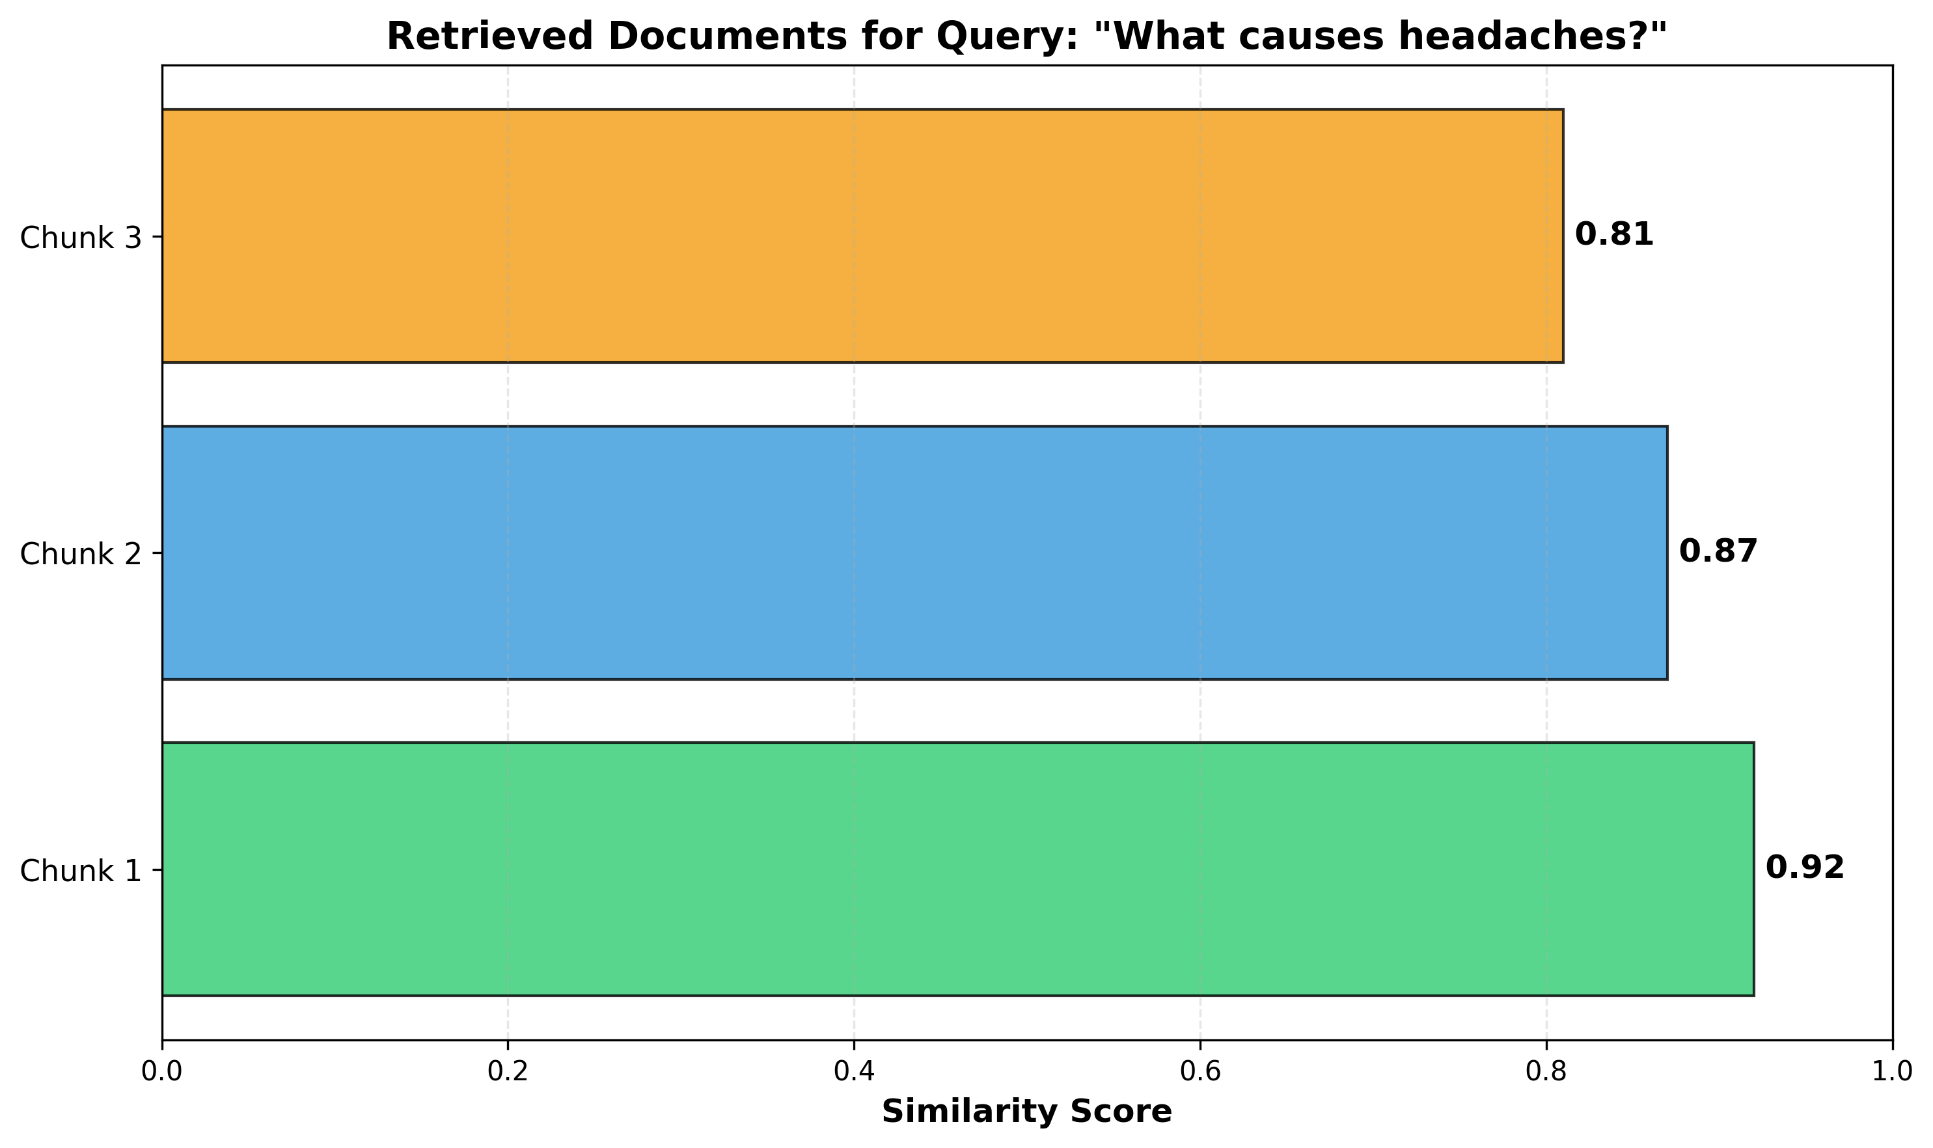 Retrieved Documents for Query: "What causes headaches?"
Chunk 3
0.81
Chunk 2
0.87
Chunk 1
0.92
0.0 0.2 0.4 0.6 0.8 1.0
Similarity Score